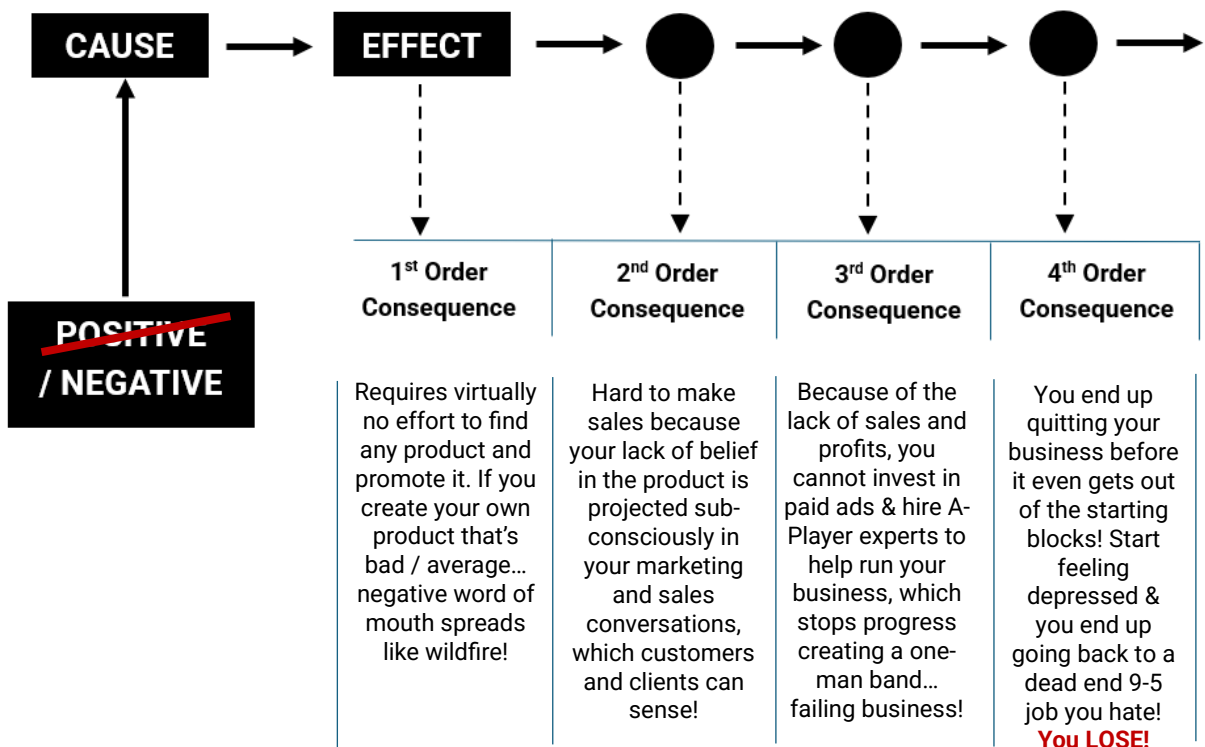 CAUSE
EFFECT
POSITIVE
/ NEGATIVE
1st Order
Consequence
2nd Order
Consequence
3rd Order
Consequence
4th Order
Consequence
Requires virtually
no effort to find
any product and
promote it. If you
create your own
product that’s
bad / average…
negative word of
mouth spreads
like wildfire!
Hard to make
sales because
your lack of belief
in the product is
projected sub-
consciously in
your marketing
and sales
conversations,
which customers
and clients can
sense!
Because of the
lack of sales and
profits, you
cannot invest in
paid ads & hire A-
Player experts to
help run your
business, which
stops progress
creating a one-
man band…
failing business!
You end up
quitting your
business before
it even gets out
of the starting
blocks! Start
feeling
depressed &
you end up
going back to a
dead end 9-5
job you hate!
You LOSE!